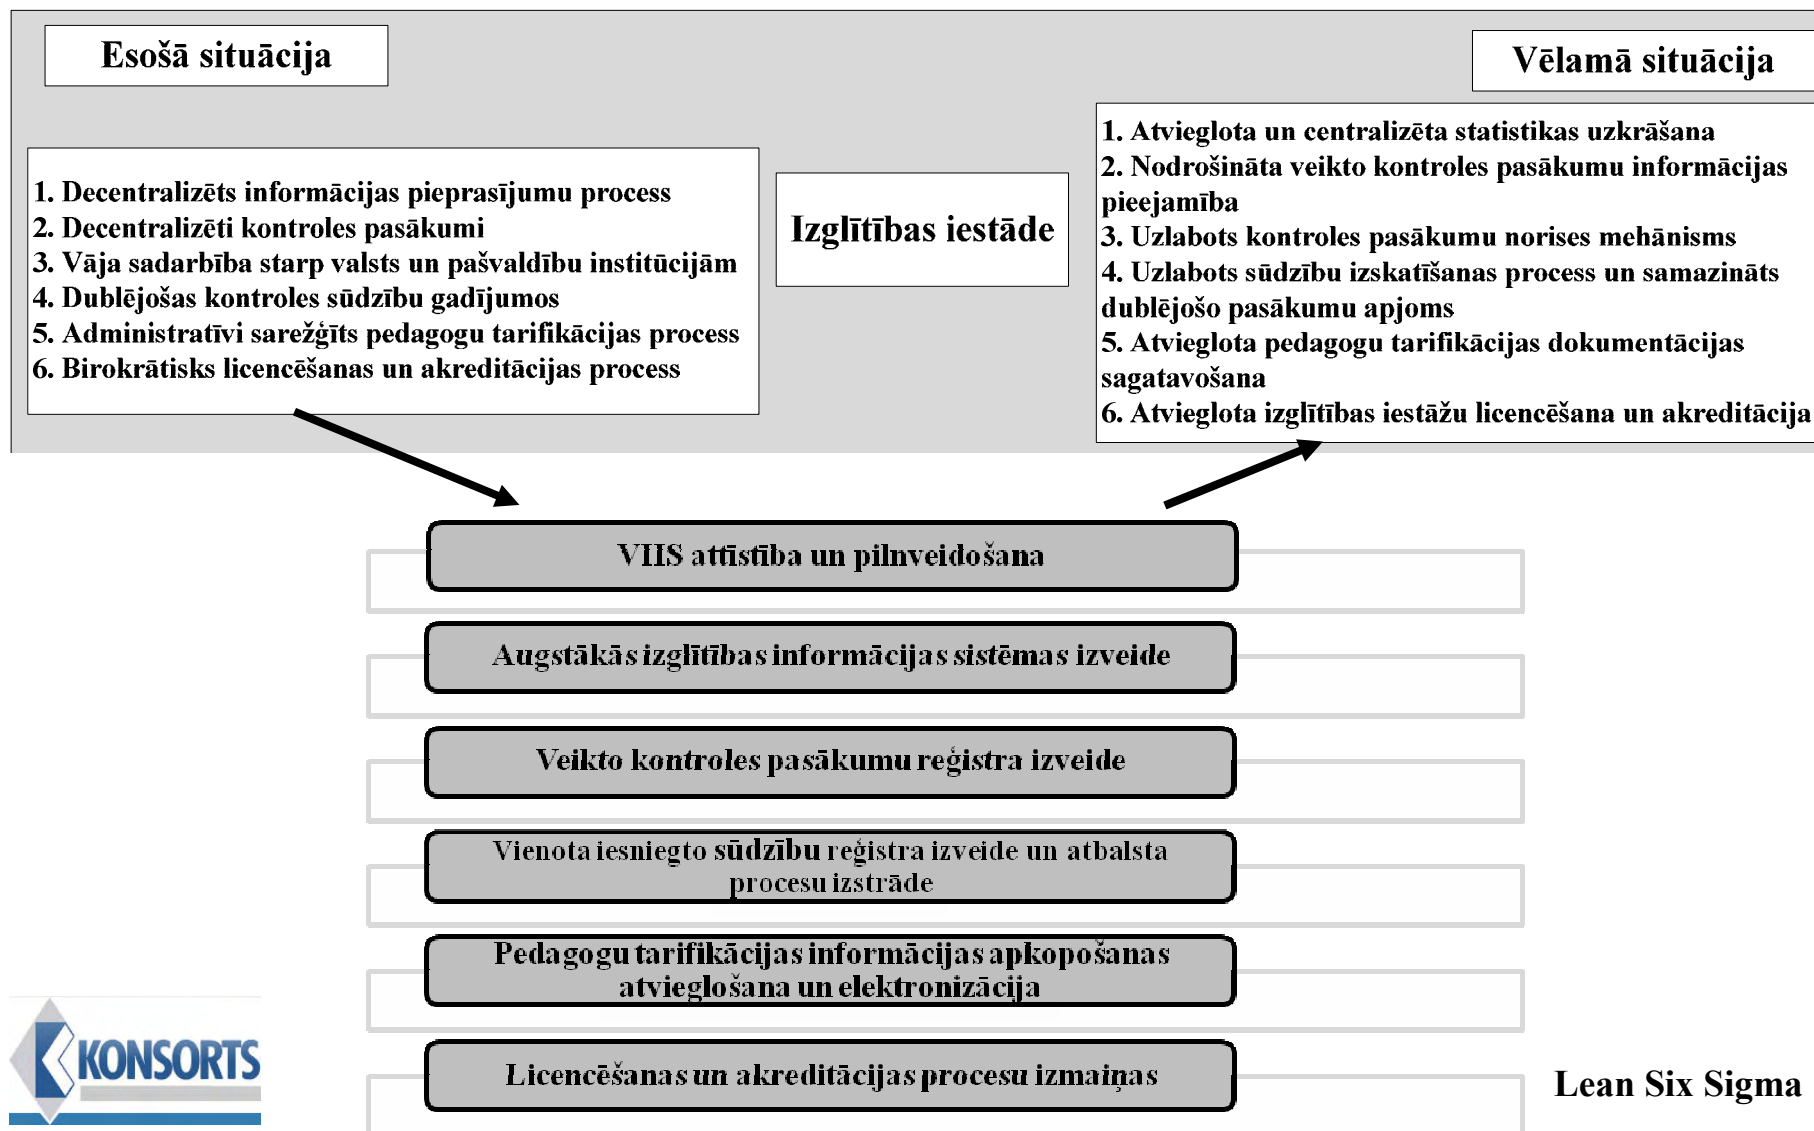 Esošā situācija
Vēlamā situācija
1. Decentralizēts informācijas pieprasījumu process
2. Decentralizēti kontroles pasākumi
3. Vāja sadarbība starp valsts un pašvaldību institūcijām
4. Dublējošas kontroles sūdzību gadījumos
5. Administratīvi sarežģīts pedagogu tarifikācijas process
6. Birokrātisks licencēšanas un akreditācijas process
Izglītības iestāde
1. Atvieglota un centralizēta statistikas uzkrāšana
2. Nodrošināta veikto kontroles pasākumu informācijas
pieejamība
3. Uzlabots kontroles pasākumu norises mehānisms
4. Uzlabots sūdzību izskatīšanas process un samazināts
dublējošo pasākumu apjoms
5. Atvieglota pedagogu tarifikācijas dokumentācijas
sagatavošana
6. Atvieglota izglītības iestāžu licencēšana un akreditācija
VIIS attīstība un pilnveidošana
Augstākās izglītības informācijas sistēmas izveide
Veikto kontroles pasākumu reģistra izveide
Vienota iesniegto sūdzību reģistra izveide un atbalsta
procesu izstrāde
Pedagogu tarifikācijas informācijas apkopošanas
atvieglošana un elektronizācija
Licencēšanas un akreditācijas procesu izmaiņas
KONSORTS
Lean Six Sigma